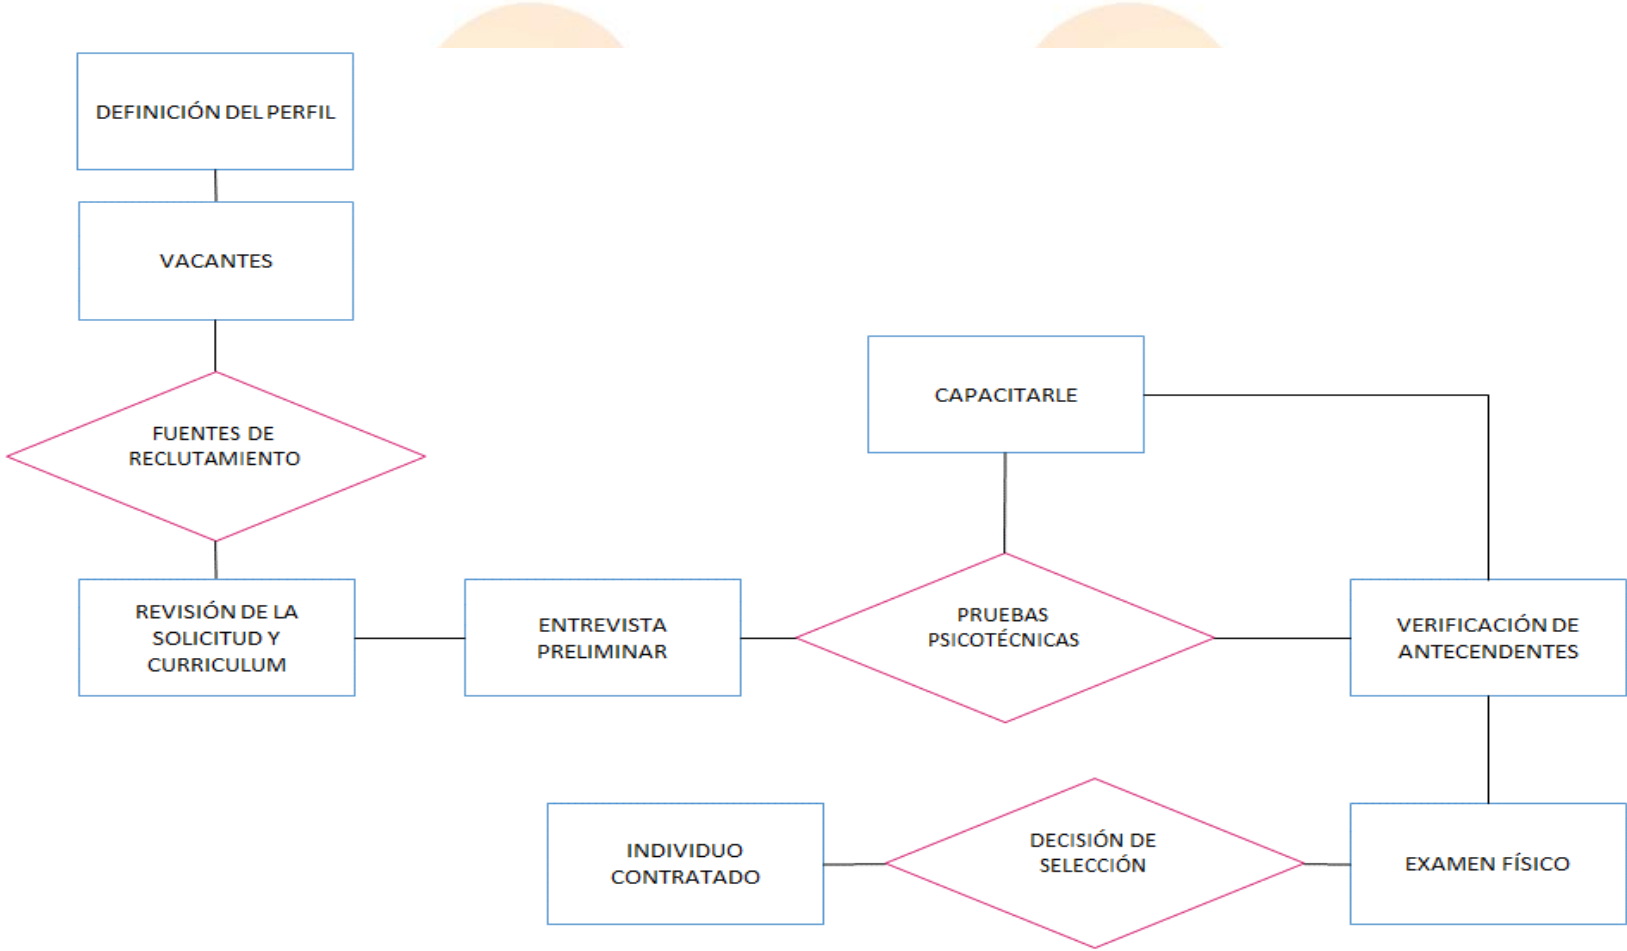 DEFINICIÓN DEL PERFIL
VACANTES
FUENTES DE
RECLUTAMIENTO
REVISIÓN DE LA
SOLICITUD Y
CURRICULUM
ENTREVISTA
PRELIMINAR
PRUEBAS
PSICOTÉCNICAS
CAPACITARLE
VERIFICACIÓN DE
ANTECENDENTES
EXAMEN FÍSICO
DECISIÓN DE
SELECCIÓN
INDIVIDUO
CONTRATADO